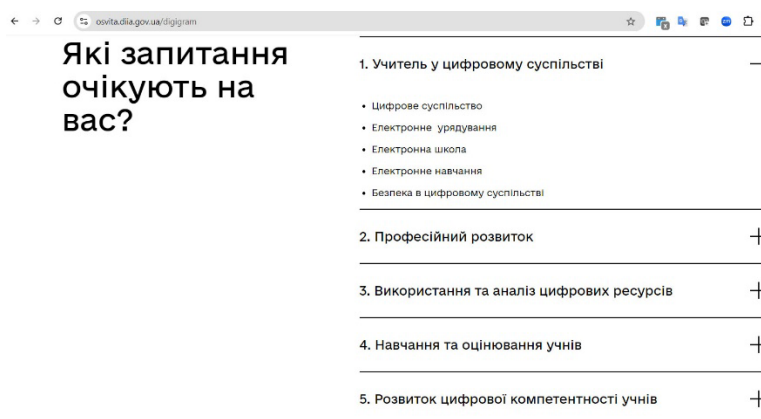 osvita.diia.gov.ua/digigram
Які запитання
очікують на
вас?
1. Учитель у цифровому суспільстві
• Цифрове суспільство
• Електронне урядування
• Електронна школа
• Електронне навчання
• Безпека в цифровому суспільстві
2. Професійний розвиток
3. Використання та аналіз цифрових ресурсів
4. Навчання та оцінювання учнів
5. Розвиток цифрової компетентності учнів